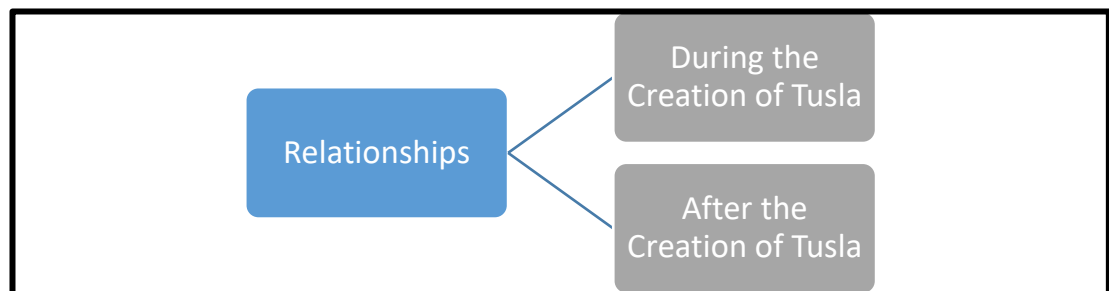 Relationships
During the
Creation of Tusla
After the
Creation of Tusla